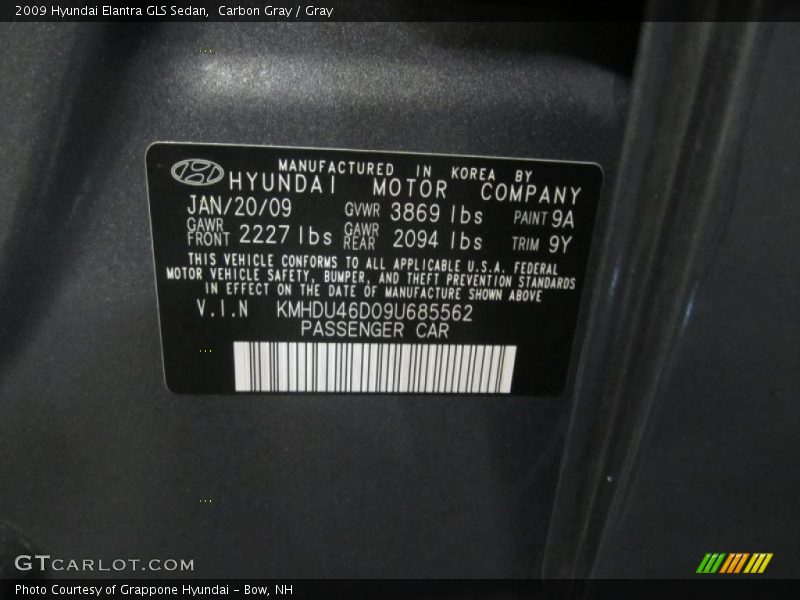 2009 Hyundai Elantra GLS Sedan, Carbon Gray / Gray
MANUFACTURED IN KOREA BY
HYUNDAI MOTOR COMPANY
JAN/20/09 GVWR 3869 lbs PAINT 9A
GAWR FRONT 2227 lbs GAWR REAR 2094 lbs TRIM 9Y
THIS VEHICLE CONFORMS TO ALL APPLICABLE U.S.A. FEDERAL
MOTOR VEHICLE SAFETY, BUMPER, AND THEFT PREVENTION STANDARDS
IN EFFECT ON THE DATE OF MANUFACTURE SHOWN ABOVE
V.I.N KMHDU46D09U685562
PASSENGER CAR
GTCARLOT.COM
Photo Courtesy of Grappone Hyundai - Bow, NH